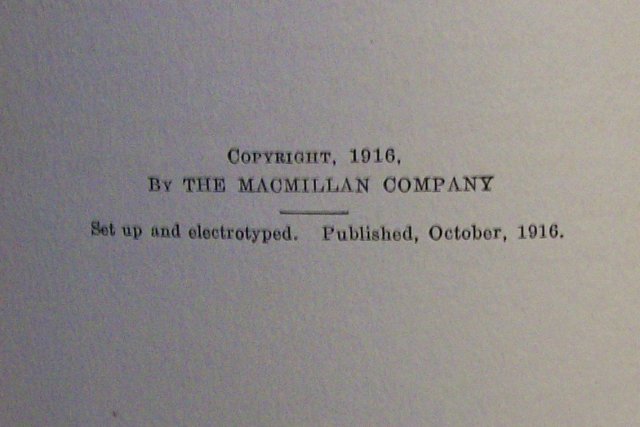 COPYRIGHT, 1916,
BY THE MACMILLAN COMPANY
Set up and electrotyped. Published, October, 1916.